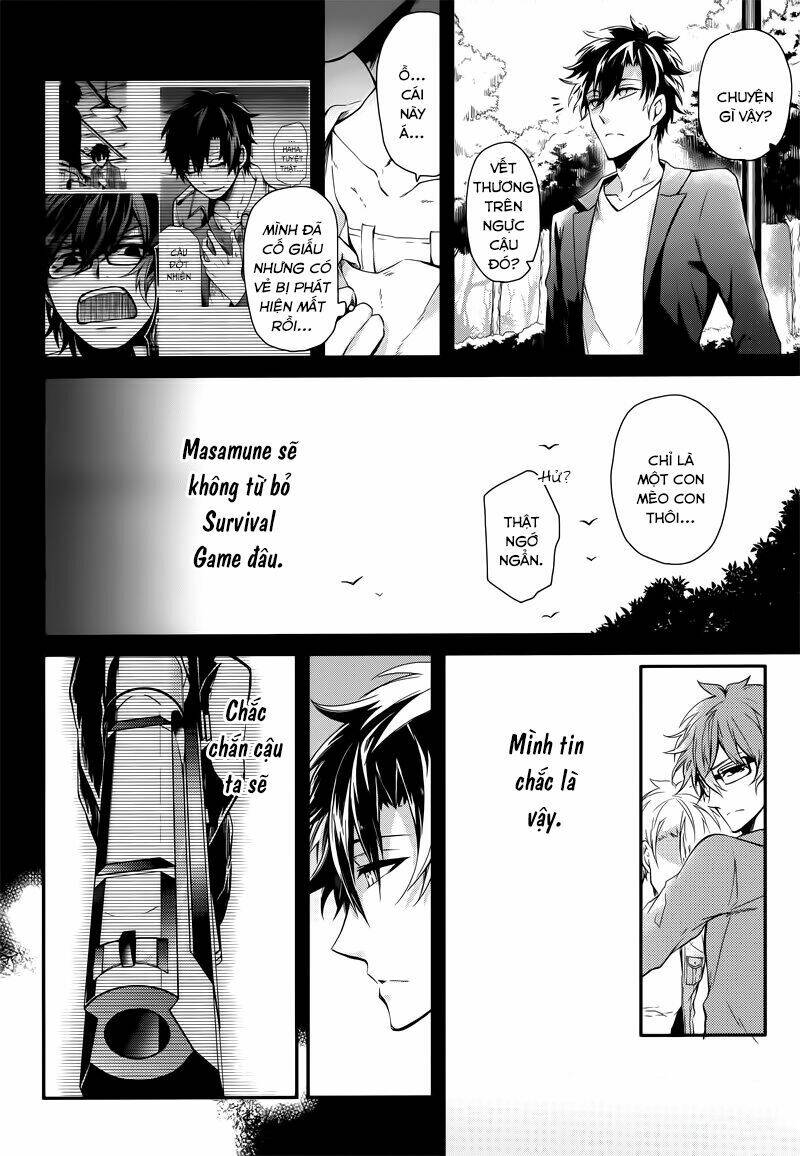 CHUYỆN
GÌ VẬY?
VẾT
THƯƠNG
TRÊN
NGỰC
CẬU
ĐÓ?
Ồ...
CÁI NÀY
Á...
MÌNH ĐÃ
CỐ GIẤU
NHƯNG CÓ
VẺ BỊ PHÁT
HIỆN MẤT
RỒI...
HAHA,
TUYỆT
THẬT...
CẬU
ĐỘT
NHIÊN
...
CHỈ LÀ
MỘT CON
MÈO CON
THÔI...
Hử?
THẬT
NGỚ
NGẨN.
Masamune sẽ
không từ bỏ
Survival
Game đâu.
Mình tin
chắc là
vậy.
Chắc
chắn cậu
ta sẽ